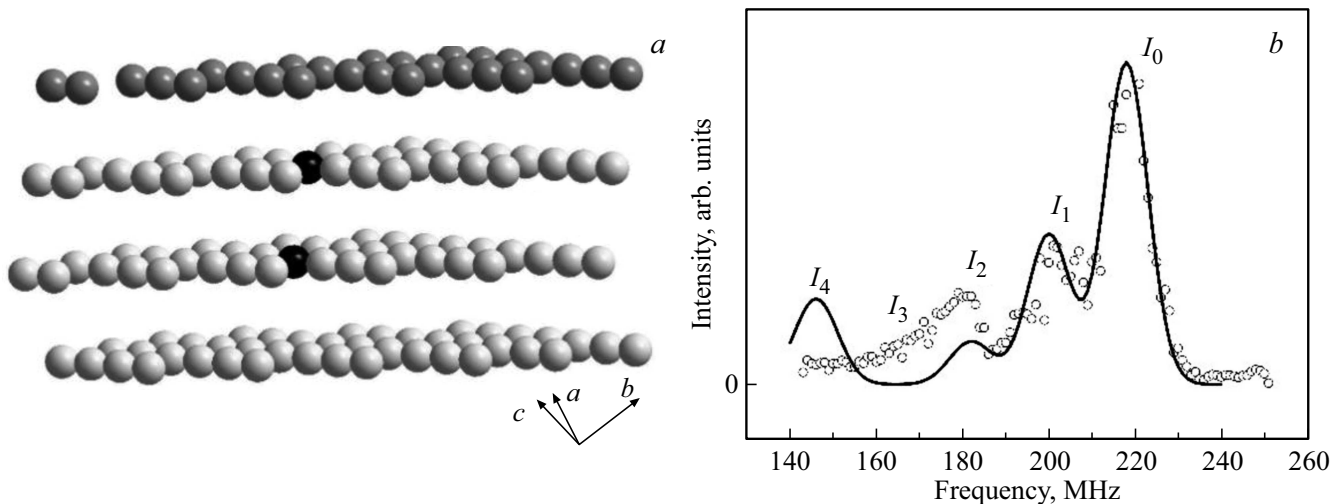 a
c
a
b
b
Intensity, arb. units
I₀
I₁
I₂
I₃
I₄
0
140 160 180 200 220 240 260
Frequency, MHz